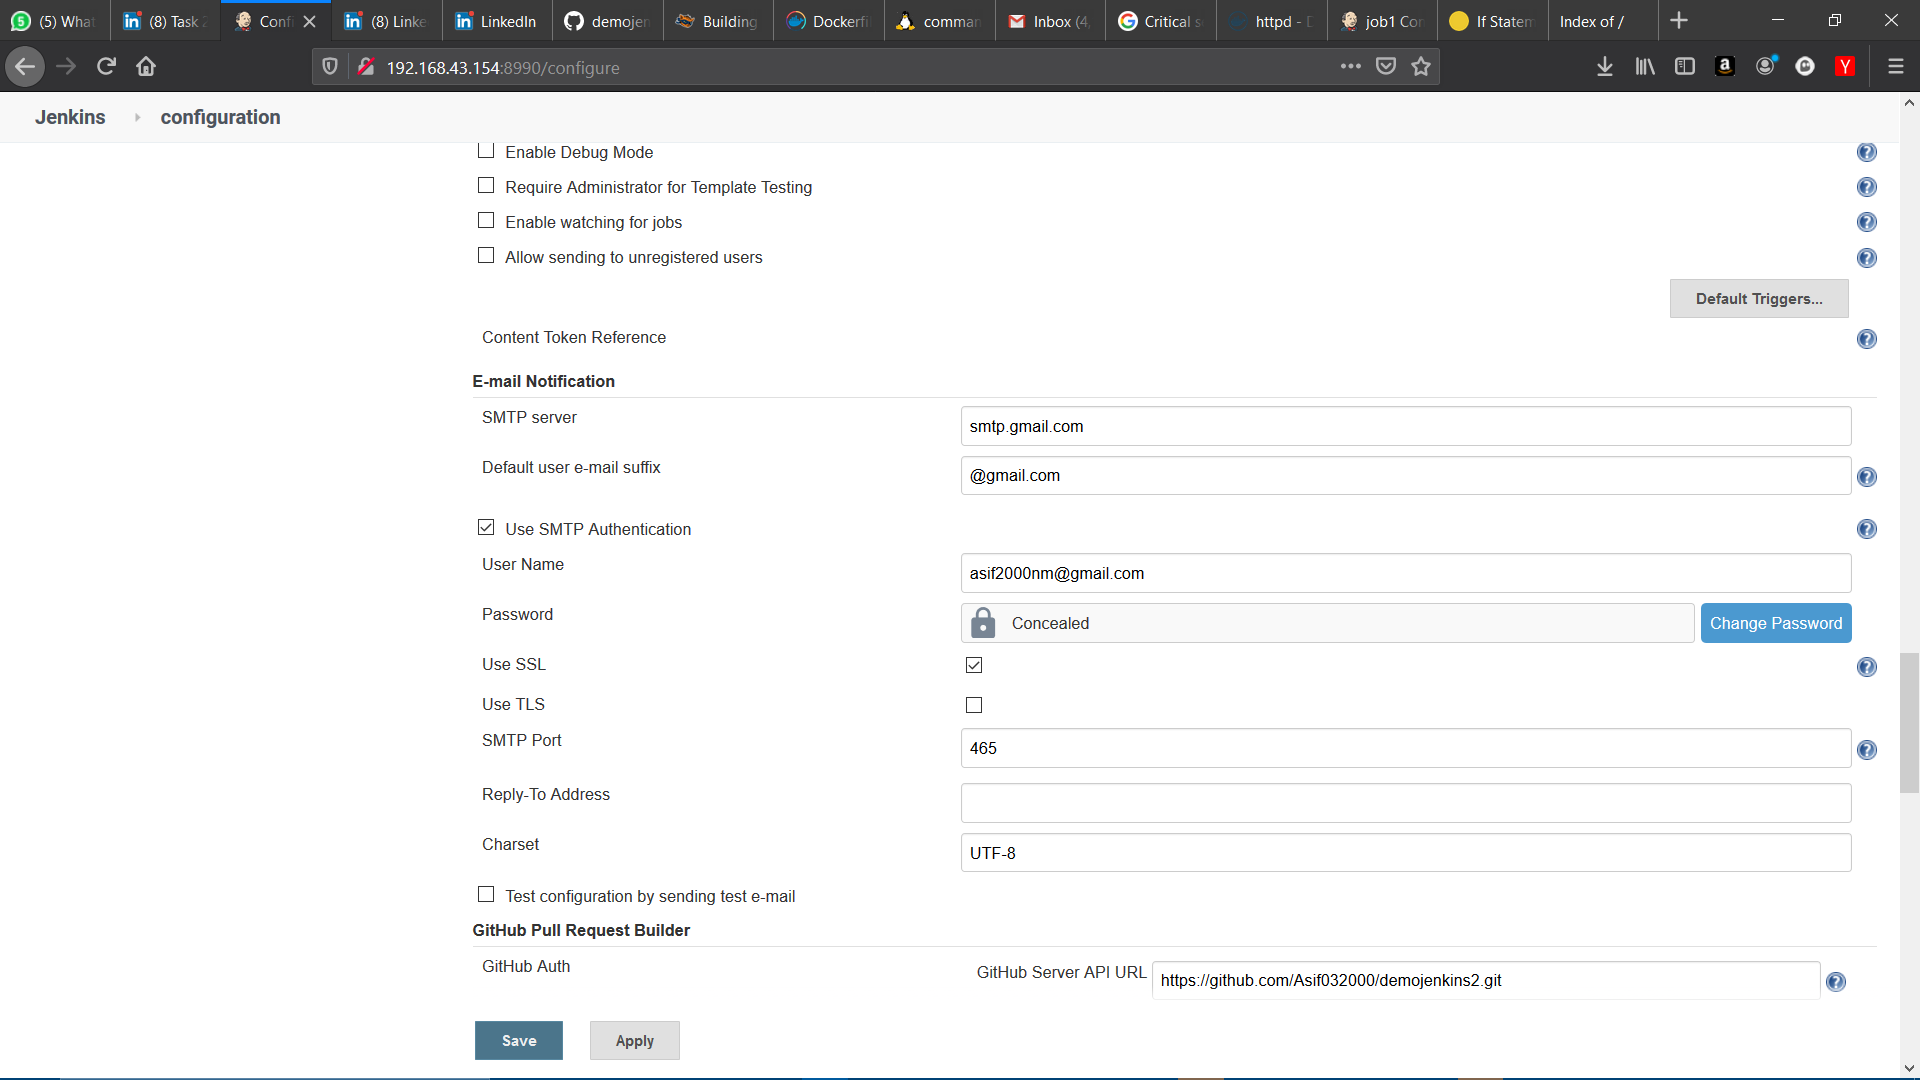 (5) What
(8) Task 2
Confi
(8) Linke
LinkedIn
demojen
Building
Dockerfi
comman
Inbox (4,
Critical s
httpd - D
job1 Con
If Statem
Index of /
192.168.43.154:8990/configure
Jenkins
configuration
Enable Debug Mode
Require Administrator for Template Testing
Enable watching for jobs
Allow sending to unregistered users
Default Triggers...
Content Token Reference
E-mail Notification
SMTP server
smtp.gmail.com
Default user e-mail suffix
@gmail.com
Use SMTP Authentication
User Name
asif2000nm@gmail.com
Password
Concealed
Change Password
Use SSL
Use TLS
SMTP Port
465
Reply-To Address
Charset
UTF-8
Test configuration by sending test e-mail
GitHub Pull Request Builder
GitHub Auth
GitHub Server API URL
https://github.com/Asif032000/demojenkins2.git
Save
Apply